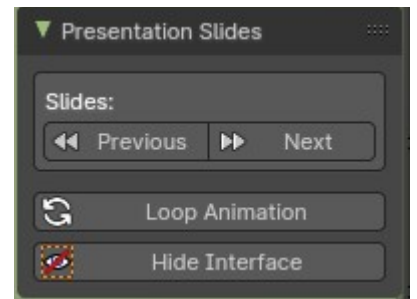 Presentation Slides
Slides:
Previous Next
Loop Animation
Hide Interface